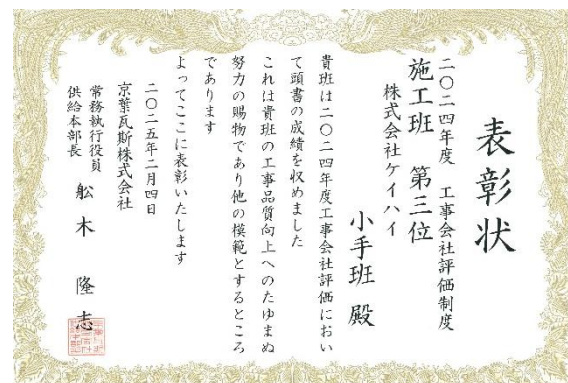 表彰状
二〇二四年度　工事会社評価制度
施工班　第三位
株式会社ケイハイ
小手班　殿
貴班は二〇二四年度工事会社評価におい
て頭書の成績を収めました
これは貴班の工事品質向上へのたゆまぬ
努力の賜物であり他の模範とするところ
であります
よってここに表彰いたします
二〇二五年二月四日
京葉瓦斯株式会社
常務執行役員
供給本部長
舩木　隆志